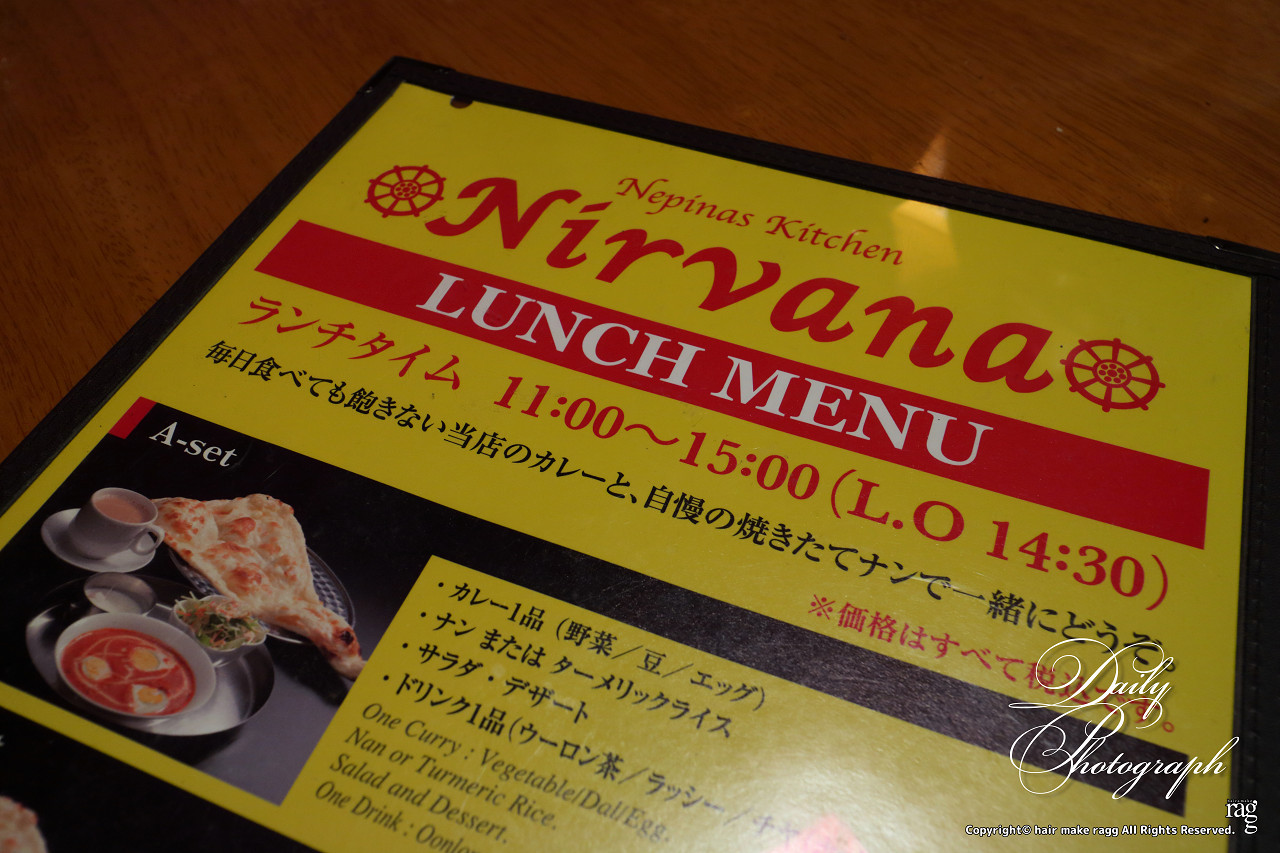 Nepinas Kitchen
Nirvana
LUNCH MENU
ランチタイム 11:00～15:00（L.O 14:30）
毎日食べても飽きない当店のカレーと、自慢の焼きたてナンで一緒にどうぞ
※価格はすべて税
す。
A-set
・カレー1品（野菜／豆／エッグ）
・ナン または ターメリックライス
・サラダ・デザート
・ドリンク1品（ウーロン茶／ラッシー／チャ
One Curry : Vegetable/Dal/Egg.
Nan or Turmeric Rice.
Salad and Dessert.
One Drink : Oonlo
Daily
Photograph
rag
Copyright© hair make ragg All Rights Reserved.